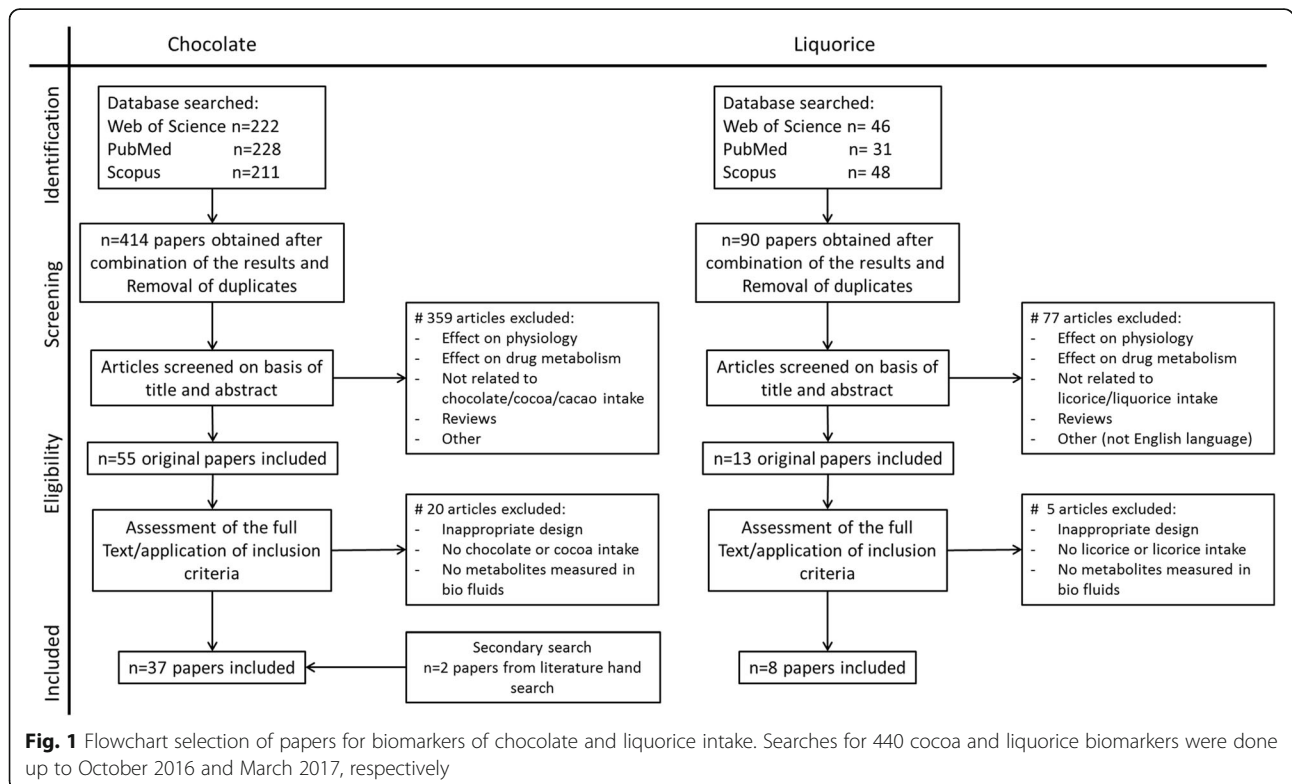 Chocolate
Liquorice
Identification
Screening
Eligibility
Included
Database searched:
Web of Science n=222
PubMed n=228
Scopus n=211
n=414 papers obtained after
combination of the results and
Removal of duplicates
Articles screened on basis of
title and abstract
# 359 articles excluded:
- Effect on physiology
- Effect on drug metabolism
- Not related to
chocolate/cocoa/cacao intake
- Reviews
- Other
n=55 original papers included
Assessment of the full
Text/application of inclusion
criteria
# 20 articles excluded:
- Inappropriate design
- No chocolate or cocoa intake
- No metabolites measured in
bio fluids
n=37 papers included
Secondary search
n=2 papers from literature hand
search
Database searched:
Web of Science n= 46
PubMed n= 31
Scopus n= 48
n=90 papers obtained after
combination of the results and
Removal of duplicates
Articles screened on basis of
title and abstract
# 77 articles excluded:
- Effect on physiology
- Effect on drug metabolism
- Not related to
licorice/liquorice intake
- Reviews
- Other (not English language)
n=13 original papers included
Assessment of the full
Text/application of inclusion
criteria
# 5 articles excluded:
- Inappropriate design
- No licorice or licorice intake
- No metabolites measured in
bio fluids
n=8 papers included
Fig. 1 Flowchart selection of papers for biomarkers of chocolate and liquorice intake. Searches for 440 cocoa and liquorice biomarkers were done
up to October 2016 and March 2017, respectively